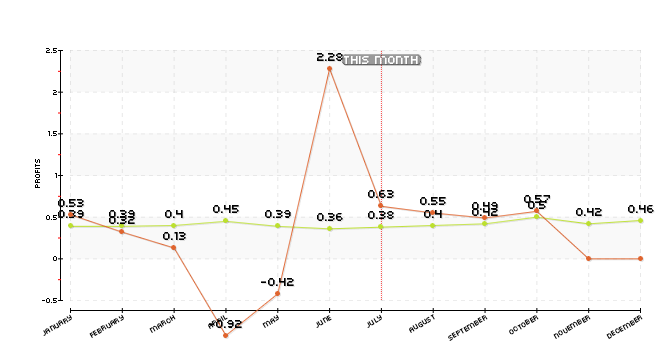 2.5
2.28
THIS MONTH
2
1.5
1
PROFITS
0.53
0.63
0.55
0.49
0.57
0.39
0.39
0.32
0.4
0.45
0.39
0.36
0.38
0.4
0.42
0.5
0.42
0.46
0.5
0.13
0
-0.42
-0.5
-0.92
JANUARY
FEBRUARY
MARCH
APRIL
MAY
JUNE
JULY
AUGUST
SEPTEMBER
OCTOBER
NOVEMBER
DECEMBER